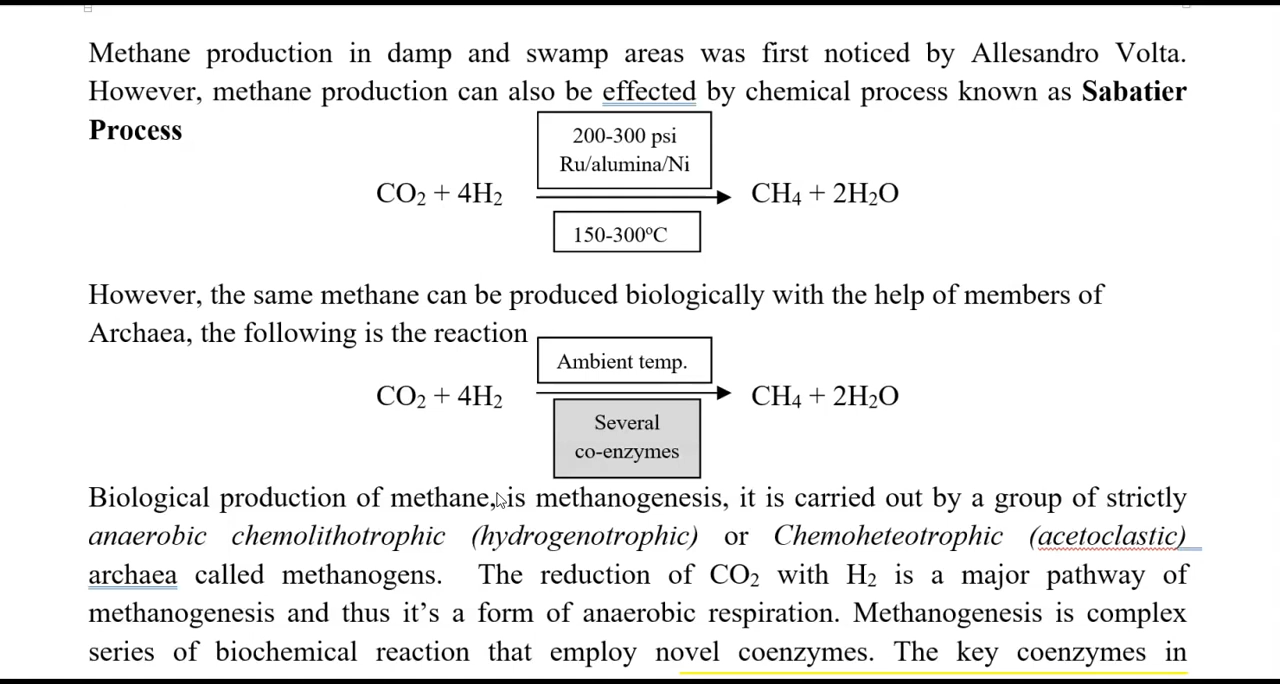 Methane production in damp and swamp areas was first noticed by Allesandro Volta.
However, methane production can also be effected by chemical process known as Sabatier
Process
200-300 psi
Ru/alumina/Ni
CO₂ + 4H₂ CH₄ + 2H₂O
150-300ºC
However, the same methane can be produced biologically with the help of members of
Archaea, the following is the reaction
Ambient temp.
CO₂ + 4H₂ CH₄ + 2H₂O
Several
co-enzymes
Biological production of methane, is methanogenesis, it is carried out by a group of strictly
anaerobic chemolithotrophic (hydrogenotrophic) or Chemoheteotrophic (acetoclastic)
archaea called methanogens. The reduction of CO₂ with H₂ is a major pathway of
methanogenesis and thus it’s a form of anaerobic respiration. Methanogenesis is complex
series of biochemical reaction that employ novel coenzymes. The key coenzymes in